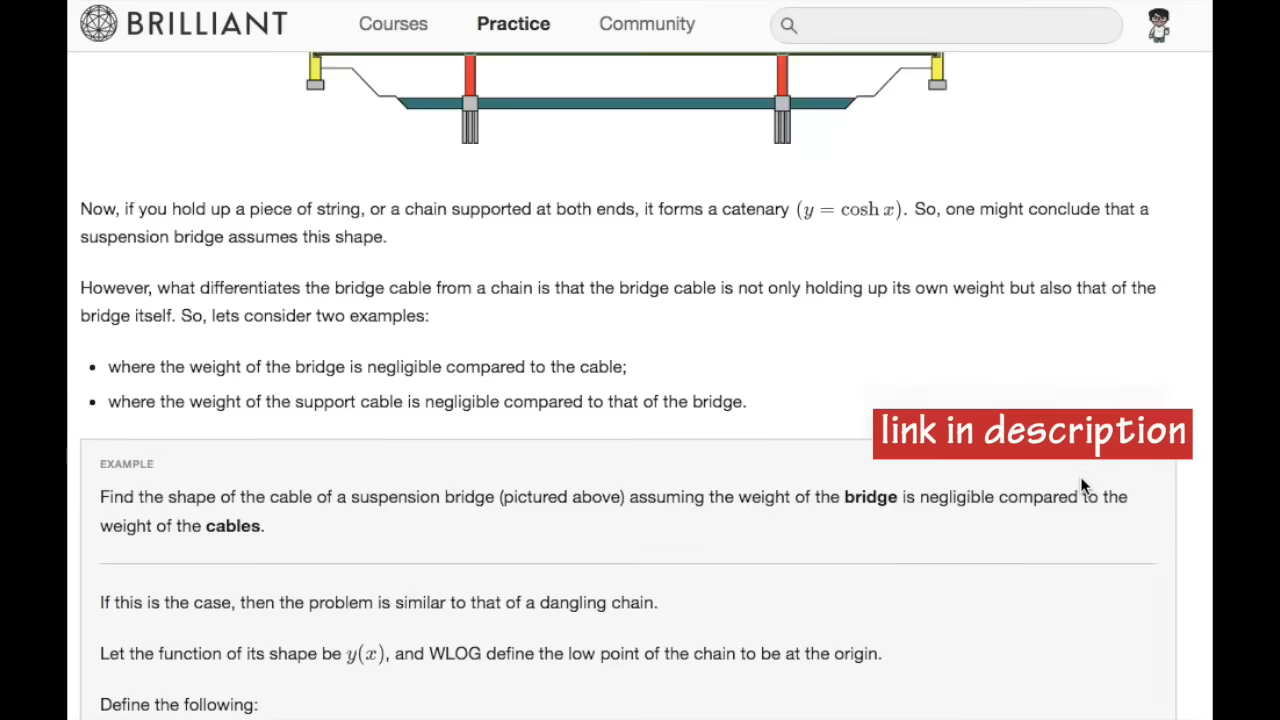 BRILLIANT Courses Practice Community
Now, if you hold up a piece of string, or a chain supported at both ends, it forms a catenary (y = cosh x). So, one might conclude that a
suspension bridge assumes this shape.
However, what differentiates the bridge cable from a chain is that the bridge cable is not only holding up its own weight but also that of the
bridge itself. So, lets consider two examples:
• where the weight of the bridge is negligible compared to the cable;
• where the weight of the support cable is negligible compared to that of the bridge.
link in description
EXAMPLE
Find the shape of the cable of a suspension bridge (pictured above) assuming the weight of the bridge is negligible compared to the
weight of the cables.
If this is the case, then the problem is similar to that of a dangling chain.
Let the function of its shape be y(x), and WLOG define the low point of the chain to be at the origin.
Define the following: